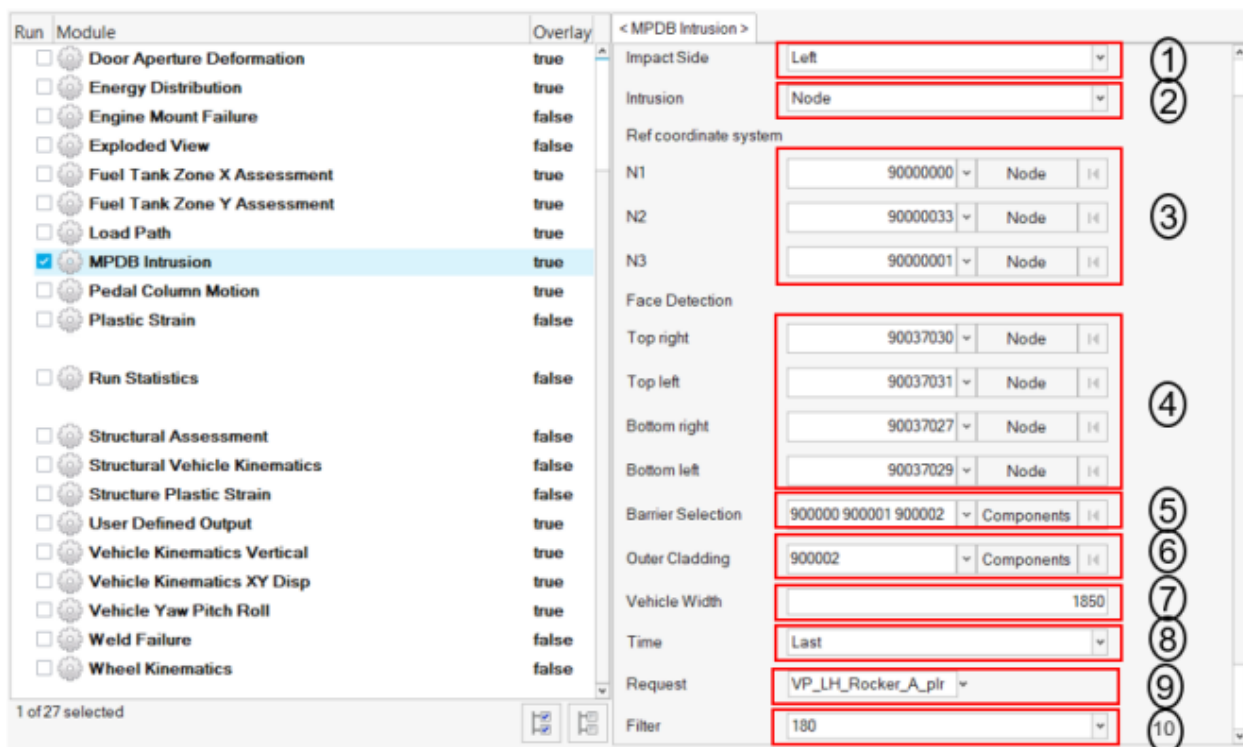 Run Module Overlay
Door Aperture Deformation true
Energy Distribution true
Engine Mount Failure false
Exploded View false
Fuel Tank Zone X Assessment true
Fuel Tank Zone Y Assessment true
Load Path true
MPDB Intrusion true
Pedal Column Motion true
Plastic Strain false
Run Statistics false
Structural Assessment false
Structural Vehicle Kinematics false
Structure Plastic Strain false
User Defined Output true
Vehicle Kinematics Vertical true
Vehicle Kinematics XY Disp true
Vehicle Yaw Pitch Roll true
Weld Failure false
Wheel Kinematics false
1 of 27 selected
< MPDB Intrusion >
Impact Side Left 1
Intrusion Node 2
Ref coordinate system
N1 90000000 Node
N2 90000033 Node 3
N3 90000001 Node
Face Detection
Top right 90037030 Node
Top left 90037031 Node
4
Bottom right 90037027 Node
Bottom left 90037029 Node
Barrier Selection 900000 900001 900002 Components 5
Outer Cladding 900002 Components 6
Vehicle Width 1850 7
Time Last 8
Request VP_LH_Rocker_A_plr 9
Filter 180 10